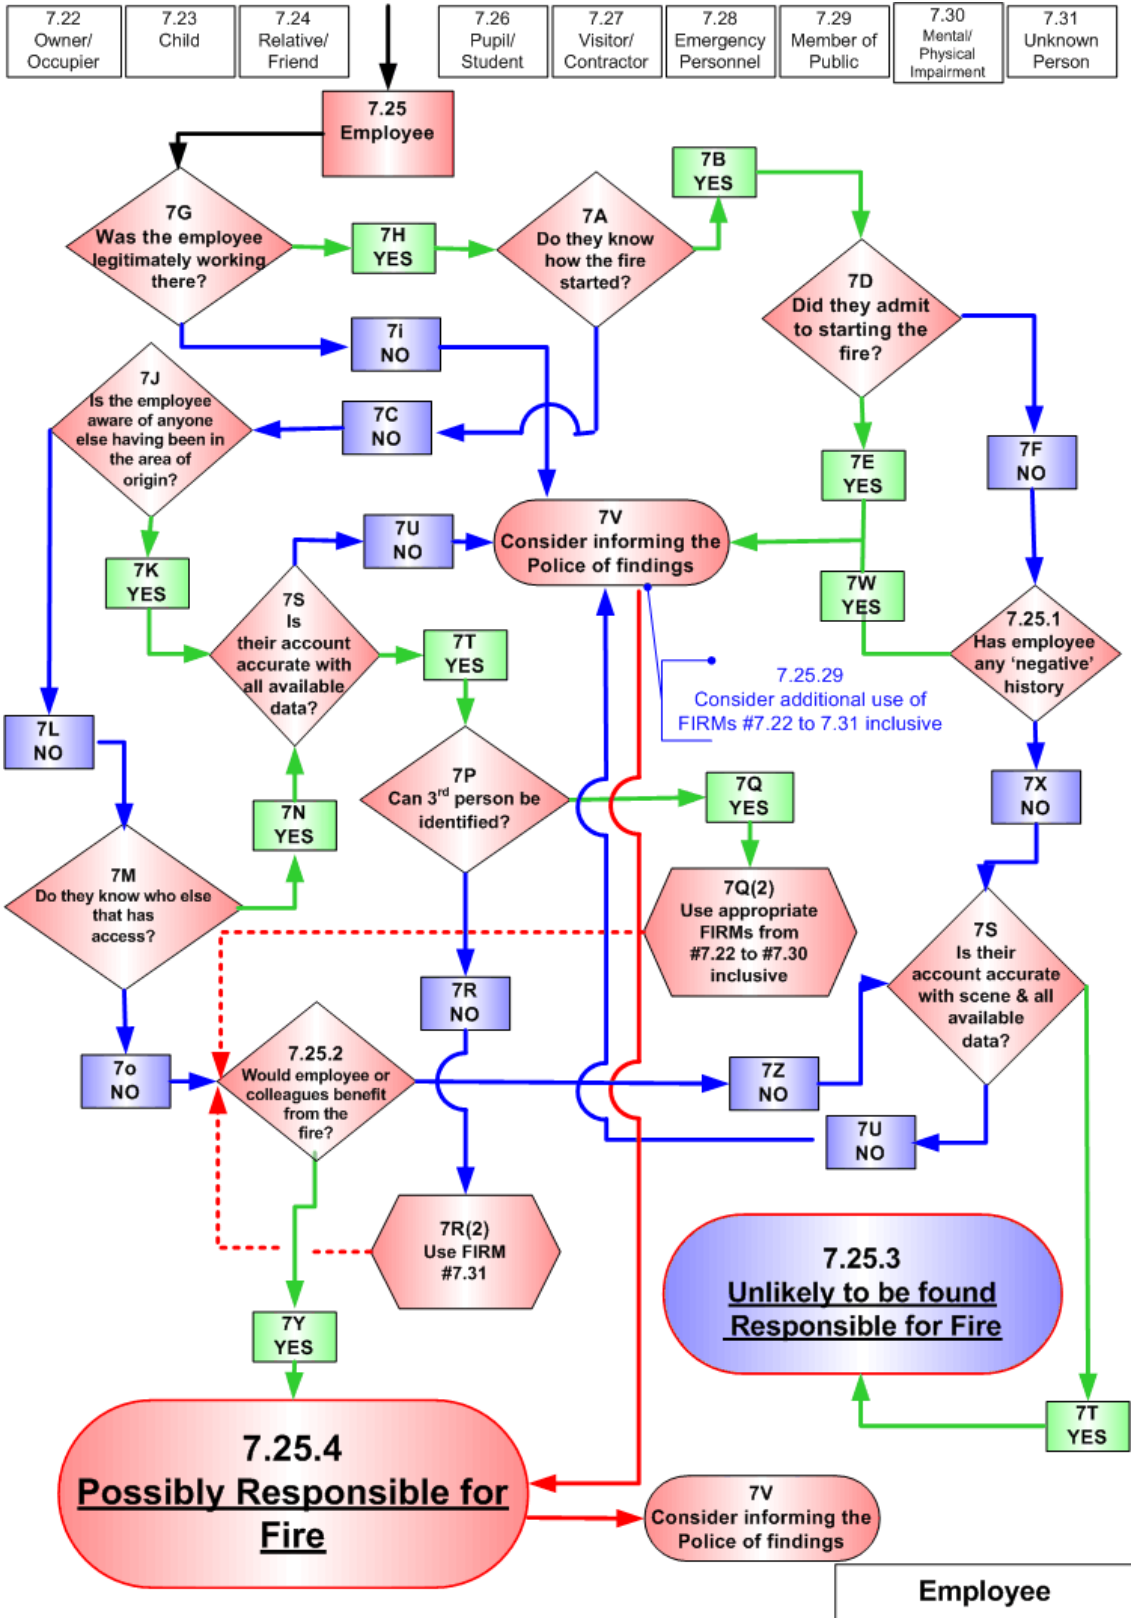 7.22
Owner/
Occupier
7.23
Child
7.24
Relative/
Friend
7.26
Pupil/
Student
7.27
Visitor/
Contractor
7.28
Emergency
Personnel
7.29
Member of
Public
7.30
Mental/
Physical
Impairment
7.31
Unknown
Person
7.25
Employee
7G
Was the employee
legitimately working
there?
7H
YES
7A
Do they know
how the fire
started?
7B
YES
7D
Did they admit
to starting the
fire?
7i
NO
7J
Is the employee
aware of anyone
else having been in
the area of
origin?
7C
NO
7E
YES
7F
NO
7V
Consider informing the
Police of findings
7U
NO
7K
YES
7W
YES
7S
Is
their account
accurate with
all available
data?
7T
YES
7.25.1
Has employee
any ‘negative’
history
7.25.29
Consider additional use of
FIRMs #7.22 to 7.31 inclusive
7L
NO
7P
Can 3rd person be
identified?
7Q
YES
7X
NO
7N
YES
7M
Do they know who else
that has
access?
7Q(2)
Use appropriate
FIRMs from
#7.22 to #7.30
inclusive
7S
Is their
account accurate
with scene & all
available
data?
7R
NO
7o
NO
7.25.2
Would employee or
colleagues benefit
from the
fire?
7Z
NO
7U
NO
7R(2)
Use FIRM
#7.31
7.25.3
Unlikely to be found
Responsible for Fire
7Y
YES
7T
YES
7.25.4
Possibly Responsible for
Fire
7V
Consider informing the
Police of findings
Employee